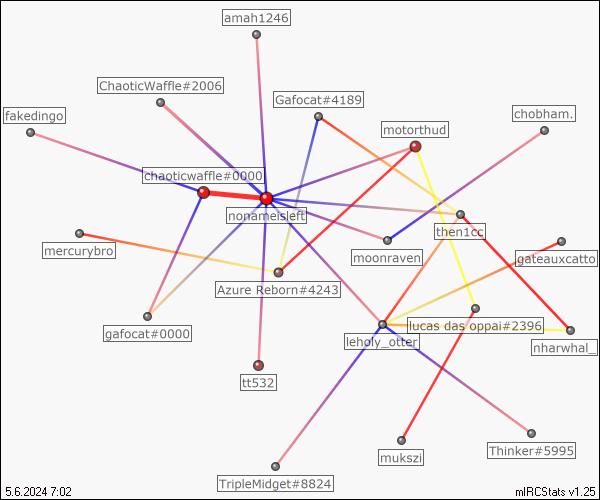 amah1246
ChaoticWaffle#2006
Gafocat#4189
fakedingo
chobham.
motorthud
chaoticwaffle#0000
nonameisleft
then1cc
mercurybro
moonraven
gateauxcatto
Azure Reborn#4243
gafocat#0000
lucas das oppai#2396
leholy_otter
nharwhal_
tt532
mukszi
Thinker#5995
TripleMidget#8824
5.6.2024 7:02
mIRCStats v1.25